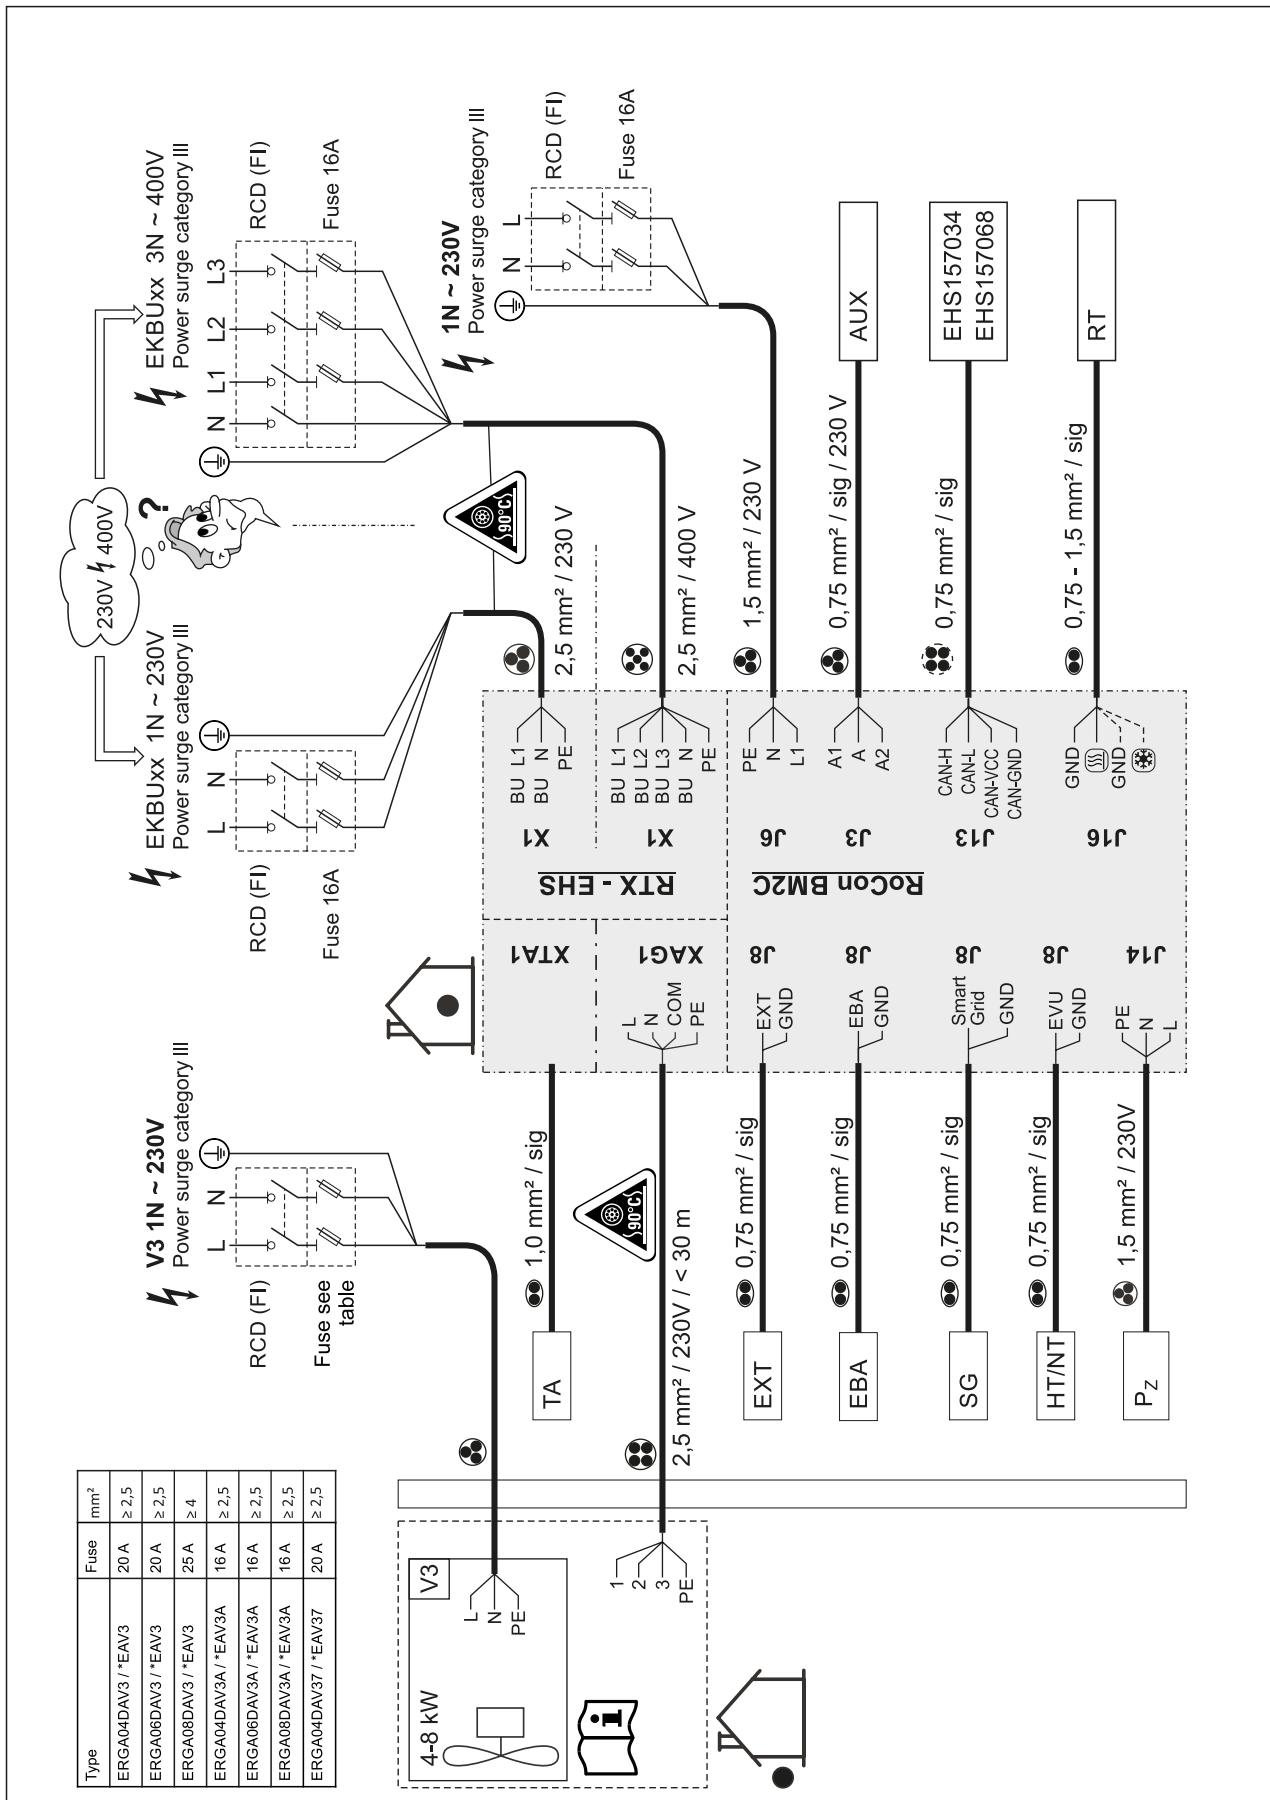 Type Fuse mm²
ERGA04DAV3 / *EAV3 20 A ≥ 2,5
ERGA06DAV3 / *EAV3 20 A ≥ 2,5
ERGA08DAV3 / *EAV3 25 A ≥ 4
ERGA04DAV3A / *EAV3A 16 A ≥ 2,5
ERGA06DAV3A / *EAV3A 16 A ≥ 2,5
ERGA08DAV3A / *EAV3A 16 A ≥ 2,5
ERGA04DAV37 / *EAV37 20 A ≥ 2,5
V3 1N ~ 230V
Power surge category III
L N
RCD (FI)
Fuse see
table
230V 400V
?
EKBUxx 1N ~ 230V
Power surge category III
L N
RCD (FI)
Fuse 16A
EKBUxx 3N ~ 400V
Power surge category III
N L1 L2 L3
RCD (FI)
Fuse 16A
1N ~ 230V
Power surge category III
N L
RCD (FI)
Fuse 16A
90°C
2,5 mm² / 230 V
2,5 mm² / 400 V
1,5 mm² / 230 V
0,75 mm² / sig / 230 V
AUX
0,75 mm² / sig
EHS157034
EHS157068
0,75 - 1,5 mm² / sig
RT
X1
BU L1
BU N
PE
X1
BU L1
BU L2
BU L3
BU N
PE
RTX - EHS
RoCon BM2C
J6
PE
N
L1
J3
A1
A
A2
J13
CAN-H
CAN-L
CAN-VCC
CAN-GND
J16
GND
GND
XTA1
XAG1
L
N
COM
PE
J8
EXT
GND
J8
EBA
GND
J8
Smart
Grid
GND
J8
EVU
GND
J14
PE
N
L
TA
1,0 mm² / sig
90°C
2,5 mm² / 230V / < 30 m
EXT
0,75 mm² / sig
EBA
0,75 mm² / sig
SG
0,75 mm² / sig
HT/NT
0,75 mm² / sig
PZ
1,5 mm² / 230V
4-8 kW
V3
L
N
PE
1
2
3
PE
i